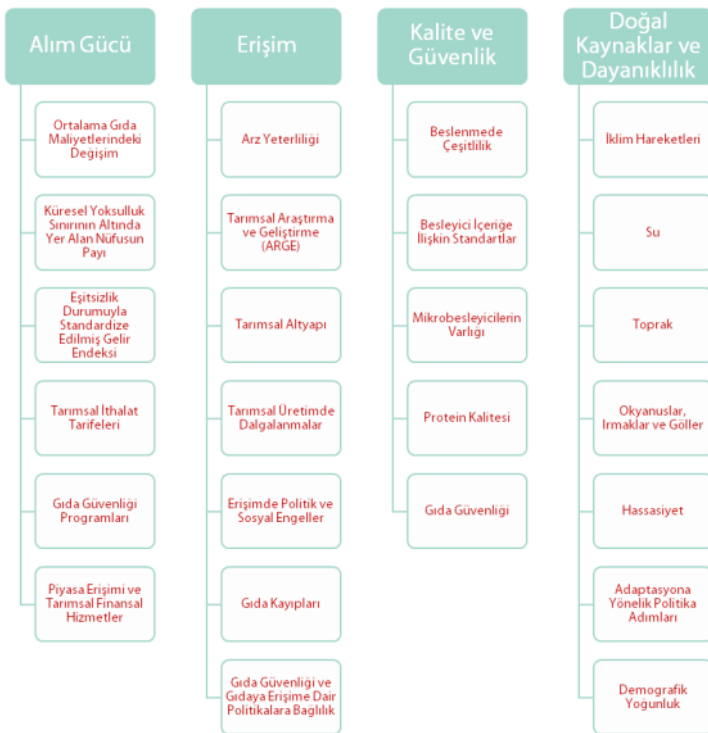 Alım Gücü
Ortalama Gıda
Maliyetlerindeki
Değişim
Küresel Yoksulluk
Sınırının Altında
Yer Alan Nüfusun
Payı
Eşitsizlik
Durumuyla
Standardize
Edilmiş Gelir
Endeksi
Tarımsal İthalat
Tarifeleri
Gıda Güvenliği
Programları
Piyasa Erişimi ve
Tarımsal Finansal
Hizmetler
Erişim
Arz Yeterliliği
Tarımsal Araştırma
ve Geliştirme
(ARGE)
Tarımsal Altyapı
Tarımsal Üretimde
Dalgalanmalar
Erişimde Politik ve
Sosyal Engeller
Gıda Kayıpları
Gıda Güvenliği ve
Gıdaya Erişime Dair
Politikalara Bağlılık
Kalite ve
Güvenlik
Beslenmede
Çeşitlilik
Besleyici İçeriğe
İlişkin Standartlar
Mikrobesleyicilerin
Varlığı
Protein Kalitesi
Gıda Güvenliği
Doğal
Kaynaklar ve
Dayanıklılık
İklim Hareketleri
Su
Toprak
Okyanuslar,
Irmaklar ve Göller
Hassasiyet
Adaptasyona
Yönelik Politika
Adımları
Demografik
Yoğunluk